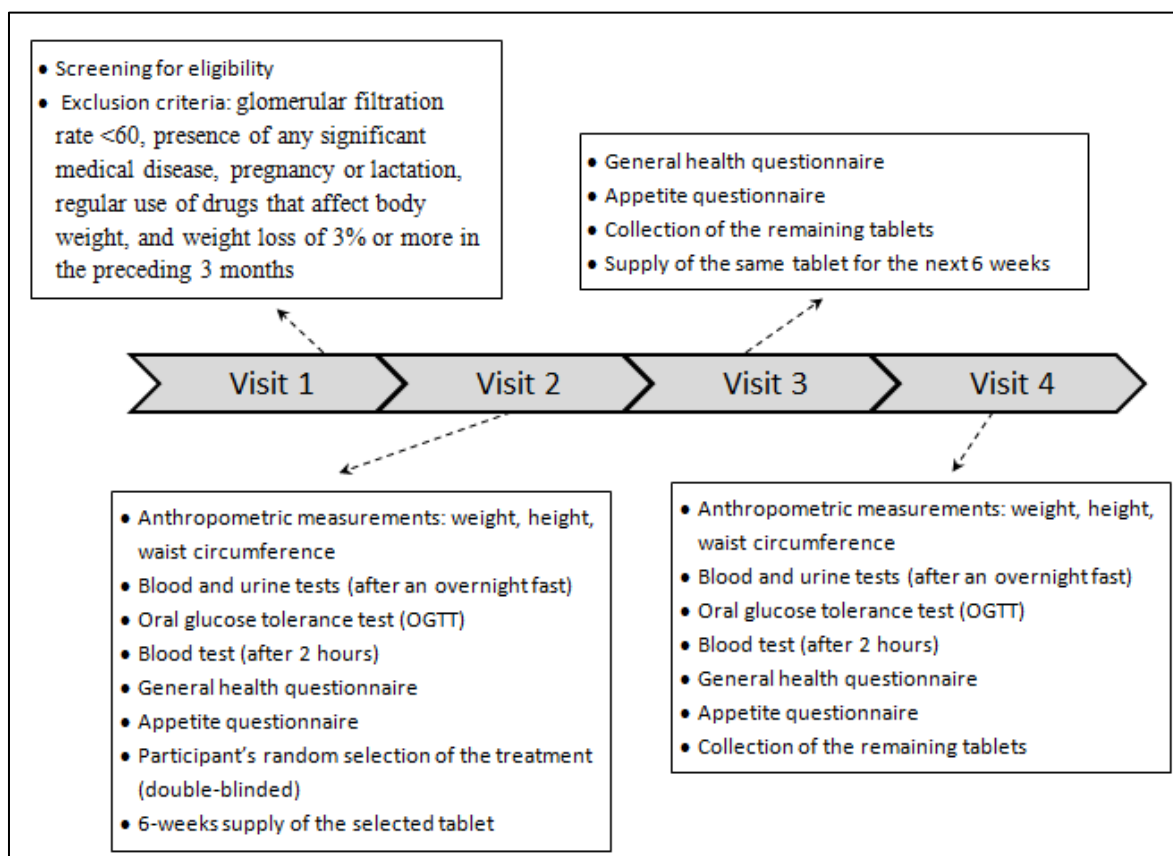 • Screening for eligibility
• Exclusion criteria: glomerular filtration
rate <60, presence of any significant
medical disease, pregnancy or lactation,
regular use of drugs that affect body
weight, and weight loss of 3% or more in
the preceding 3 months
• General health questionnaire
• Appetite questionnaire
• Collection of the remaining tablets
• Supply of the same tablet for the next 6 weeks
Visit 1
Visit 2
Visit 3
Visit 4
• Anthropometric measurements: weight, height,
waist circumference
• Blood and urine tests (after an overnight fast)
• Oral glucose tolerance test (OGTT)
• Blood test (after 2 hours)
• General health questionnaire
• Appetite questionnaire
• Participant's random selection of the treatment
(double-blinded)
• 6-weeks supply of the selected tablet
• Anthropometric measurements: weight, height,
waist circumference
• Blood and urine tests (after an overnight fast)
• Oral glucose tolerance test (OGTT)
• Blood test (after 2 hours)
• General health questionnaire
• Appetite questionnaire
• Collection of the remaining tablets